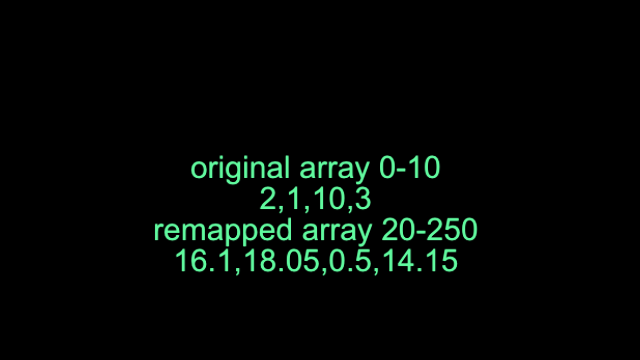 original array 0-10
2,1,10,3
remapped array 20-250
16.1,18.05,0.5,14.15